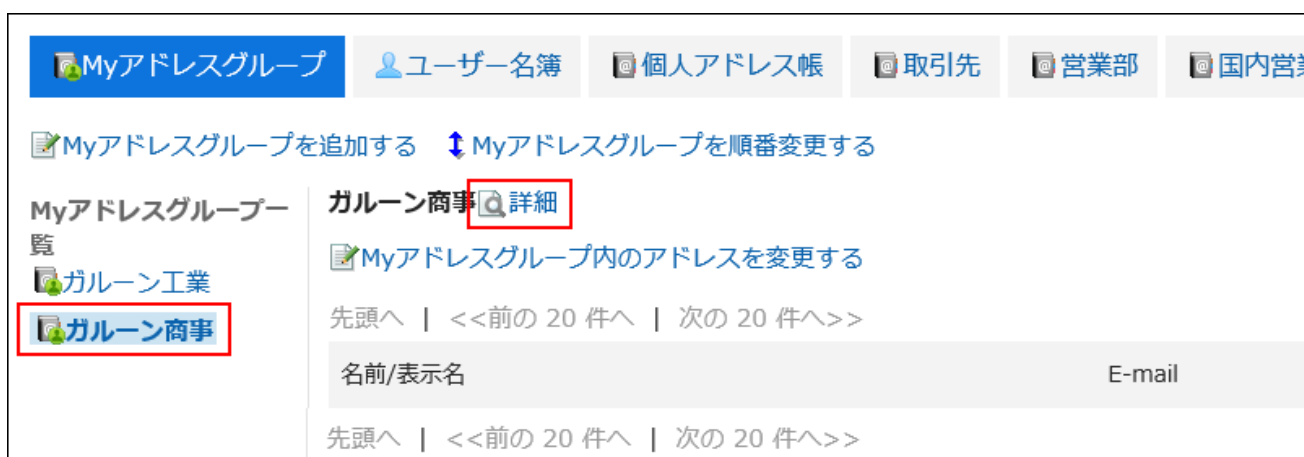 Myアドレスグループ ユーザー名簿 個人アドレス帳 取引先 営業部 国内営
Myアドレスグループを追加する Myアドレスグループを順番変更する
Myアドレスグループ一
覧
ガルーン工業
ガルーン商事
ガルーン商事 詳細
Myアドレスグループ内のアドレスを変更する
先頭へ | <<前の 20 件へ | 次の 20 件へ>>
名前/表示名 E-mail
先頭へ | <<前の 20 件へ | 次の 20 件へ>>